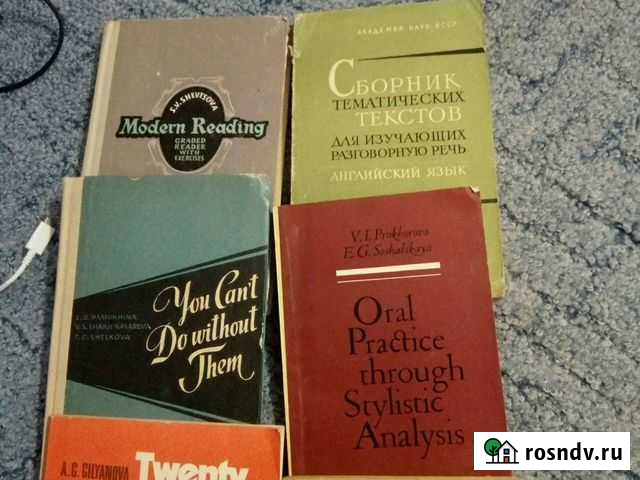 S.V. SHEVTSOVA
Modern Reading
GRADED
READER
WITH
EXERCISES
АКАДЕМИЯ НАУК СССР
СБОРНИК
ТЕМАТИЧЕСКИХ
ТЕКСТОВ
ДЛЯ ИЗУЧАЮЩИХ
РАЗГОВОРНУЮ РЕЧЬ
АНГЛИЙСКИЙ ЯЗЫК
You Can't
Do without
Them
V. I. Prokhorova
E. G. Soshalskaya
Oral
Practice
through
Stylistic
Analysis
A. G. GILYANOVA
Twenty
rosndv.ru